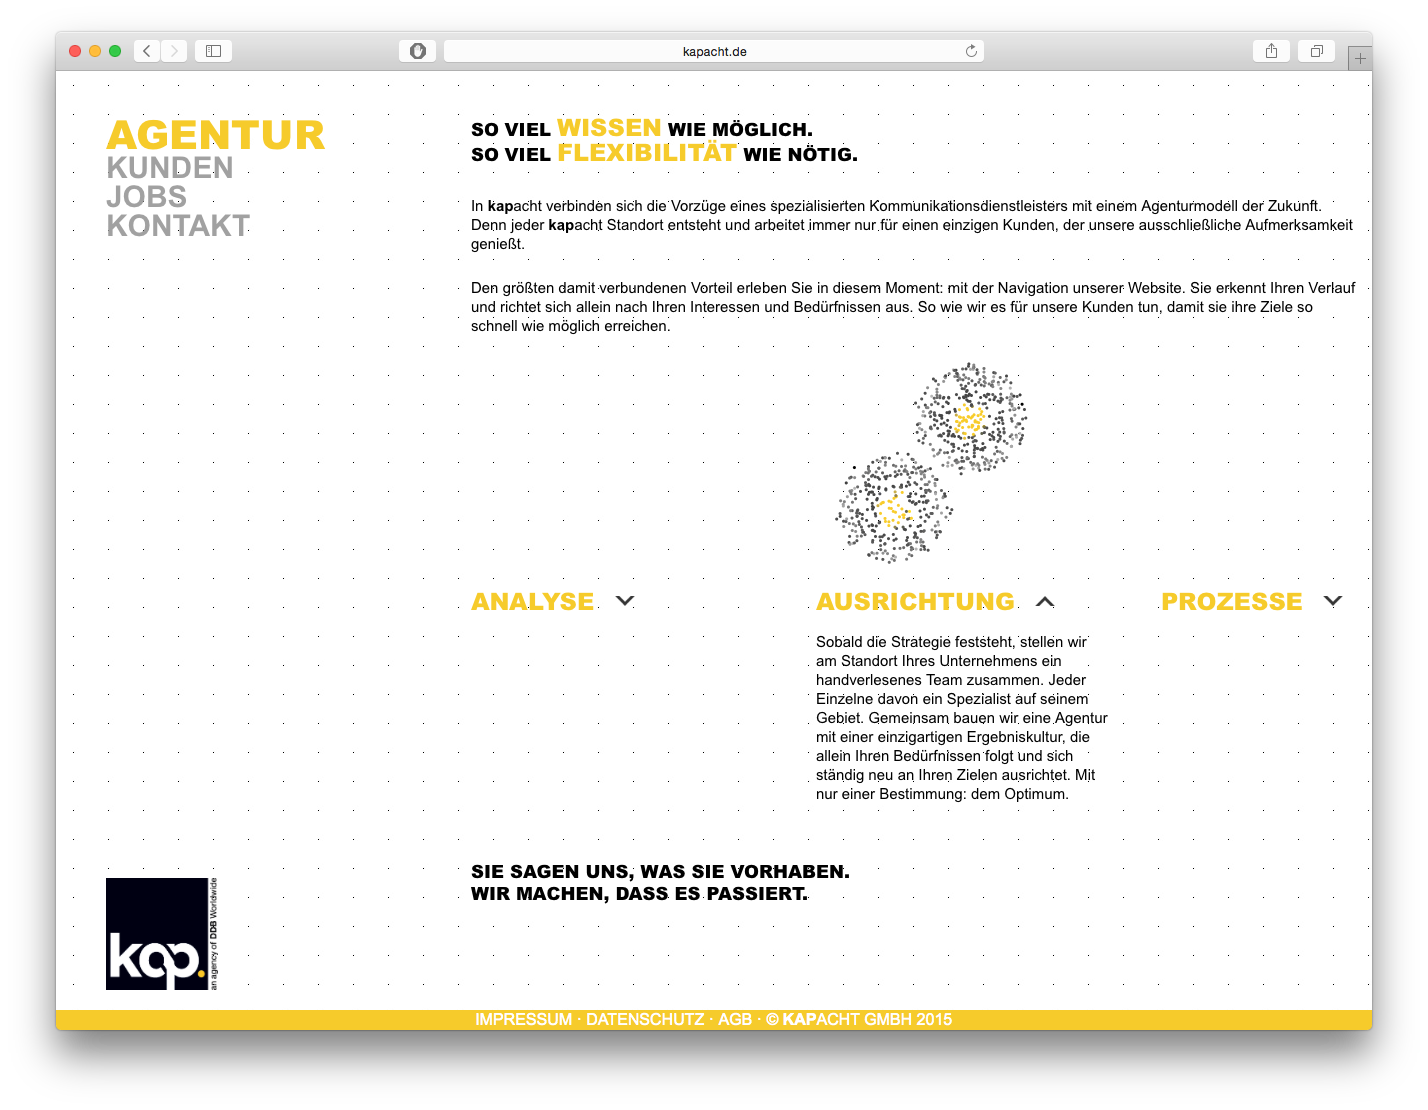 kapacht.de
AGENTUR
KUNDEN
JOBS
KONTAKT
SO VIEL WISSEN WIE MÖGLICH.
SO VIEL FLEXIBILITÄT WIE NÖTIG.
In kapacht verbinden sich die Vorzüge eines spezialisierten Kommunikationsdienstleisters mit einem Agenturmodell der Zukunft.
Denn jeder kapacht Standort entsteht und arbeitet immer nur für einen einzigen Kunden, der unsere ausschließliche Aufmerksamkeit
genießt.
Den größten damit verbundenen Vorteil erleben Sie in diesem Moment: mit der Navigation unserer Website. Sie erkennt Ihren Verlauf
und richtet sich allein nach Ihren Interessen und Bedürfnissen aus. So wie wir es für unsere Kunden tun, damit sie ihre Ziele so
schnell wie möglich erreichen.
ANALYSE
AUSRICHTUNG
PROZESSE
Sobald die Strategie feststeht, stellen wir
am Standort Ihres Unternehmens ein
handverlesenes Team zusammen. Jeder
Einzelne davon ein Spezialist auf seinem
Gebiet. Gemeinsam bauen wir eine Agentur
mit einer einzigartigen Ergebniskultur, die
allein Ihren Bedürfnissen folgt und sich
ständig neu an Ihren Zielen ausrichtet. Mit
nur einer Bestimmung: dem Optimum.
SIE SAGEN UNS, WAS SIE VORHABEN.
WIR MACHEN, DASS ES PASSIERT.
kap.
an agency of DDB Worldwide
IMPRESSUM · DATENSCHUTZ · AGB · © KAPACHT GMBH 2015